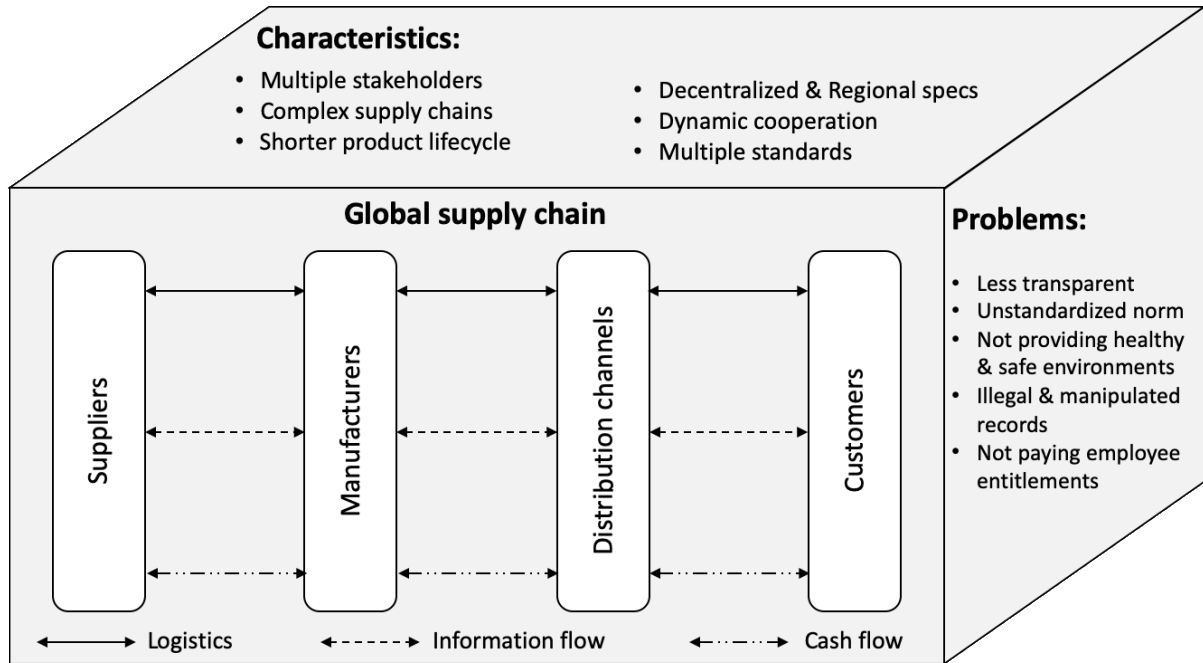 Characteristics:
• Multiple stakeholders
• Complex supply chains
• Shorter product lifecycle
• Decentralized & Regional specs
• Dynamic cooperation
• Multiple standards
Global supply chain
Suppliers
Manufacturers
Distribution channels
Customers
Logistics
Information flow
Cash flow
Problems:
• Less transparent
• Unstandardized norm
• Not providing healthy
& safe environments
• Illegal & manipulated
records
• Not paying employee
entitlements